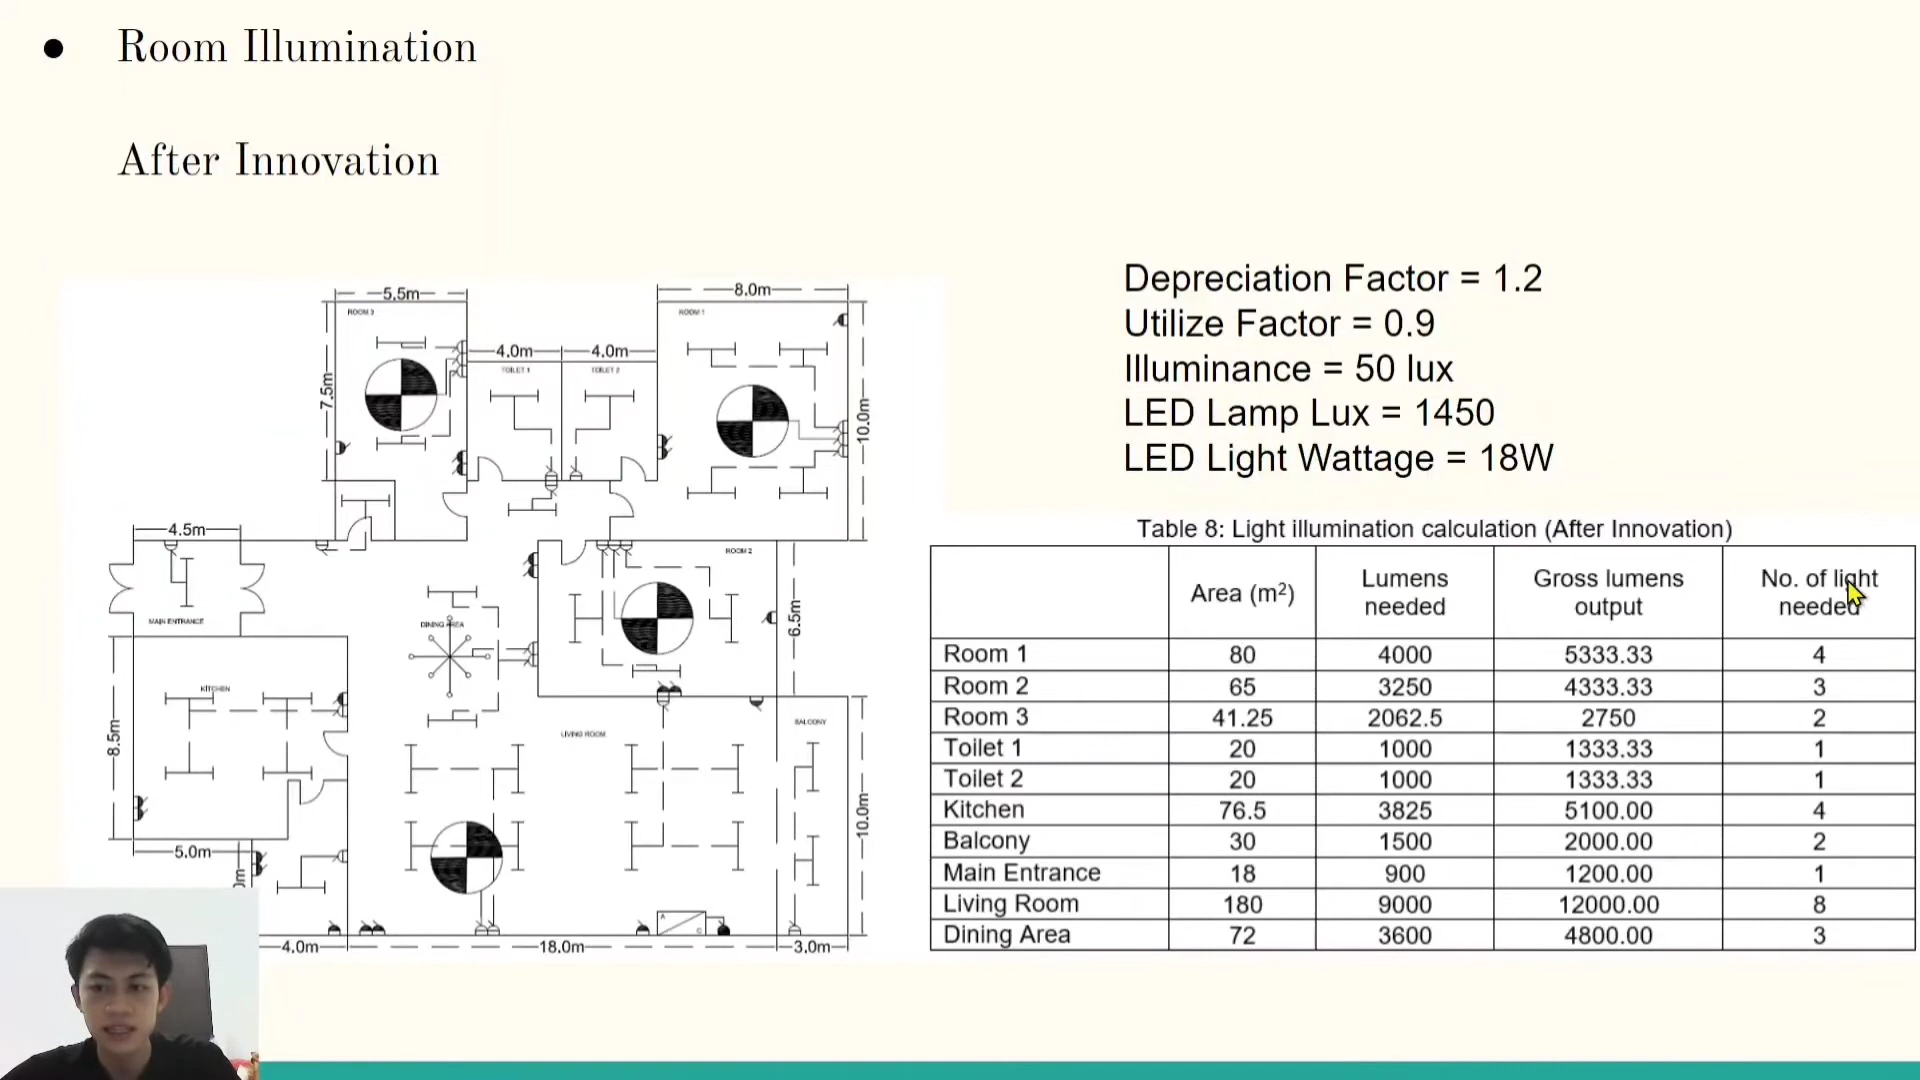 ● Room Illumination
After Innovation
5.5m
8.0m
ROOM 3
ROOM 1
4.0m
4.0m
TOILET 1
TOILET 2
7.5m
10.0m
4.5m
ROOM 2
MAIN ENTRANCE
DINING AREA
6.5m
KITCHEN
BALCONY
LIVING ROOM
8.5m
10.0m
5.0m
A
C
4.0m
18.0m
3.0m
Depreciation Factor = 1.2
Utilize Factor = 0.9
Illuminance = 50 lux
LED Lamp Lux = 1450
LED Light Wattage = 18W
Table 8: Light illumination calculation (After Innovation)
Area (m²) Lumens needed Gross lumens output No. of light needed
Room 1 80 4000 5333.33 4
Room 2 65 3250 4333.33 3
Room 3 41.25 2062.5 2750 2
Toilet 1 20 1000 1333.33 1
Toilet 2 20 1000 1333.33 1
Kitchen 76.5 3825 5100.00 4
Balcony 30 1500 2000.00 2
Main Entrance 18 900 1200.00 1
Living Room 180 9000 12000.00 8
Dining Area 72 3600 4800.00 3